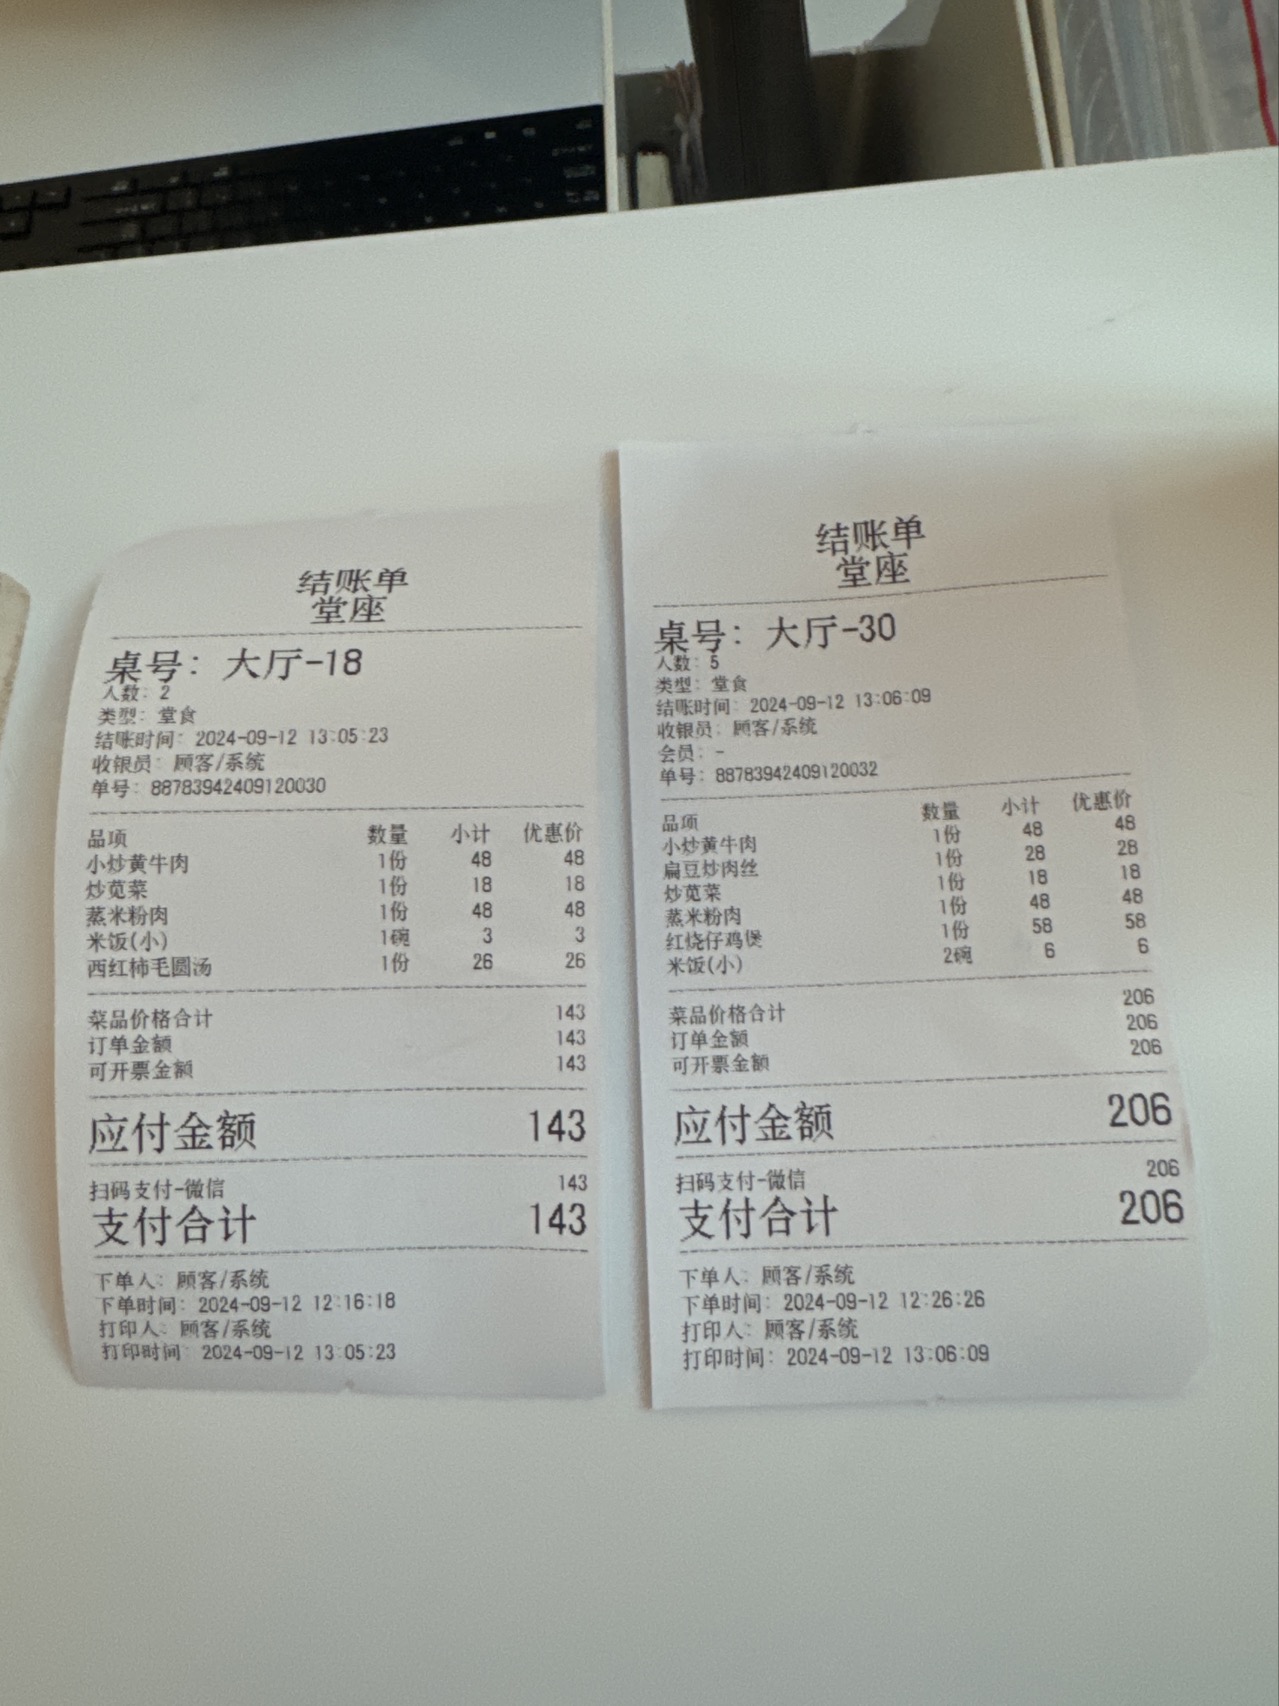 结账单
堂座
桌号：大厅-18
人数：2
类型：堂食
结账时间：2024-09-12 13:05:23
收银员：顾客/系统
单号：88783942409120030
品项 数量 小计 优惠价
小炒黄牛肉 1份 48 48
炒苋菜 1份 18 18
蒸米粉肉 1份 48 48
米饭(小) 1碗 3 3
西红柿毛圆汤 1份 26 26
菜品价格合计 143
订单金额 143
可开票金额 143
应付金额 143
扫码支付-微信 143
支付合计 143
下单人：顾客/系统
下单时间：2024-09-12 12:16:18
打印人：顾客/系统
打印时间：2024-09-12 13:05:23
结账单
堂座
桌号：大厅-30
人数：5
类型：堂食
结账时间：2024-09-12 13:06:09
收银员：顾客/系统
会员：-
单号：88783942409120032
品项 数量 小计 优惠价
小炒黄牛肉 1份 48 48
扁豆炒肉丝 1份 28 28
炒苋菜 1份 18 18
蒸米粉肉 1份 48 48
红烧仔鸡煲 1份 58 58
米饭(小) 2碗 6 6
菜品价格合计 206
订单金额 206
可开票金额 206
应付金额 206
扫码支付-微信 206
支付合计 206
下单人：顾客/系统
下单时间：2024-09-12 12:26:26
打印人：顾客/系统
打印时间：2024-09-12 13:06:09